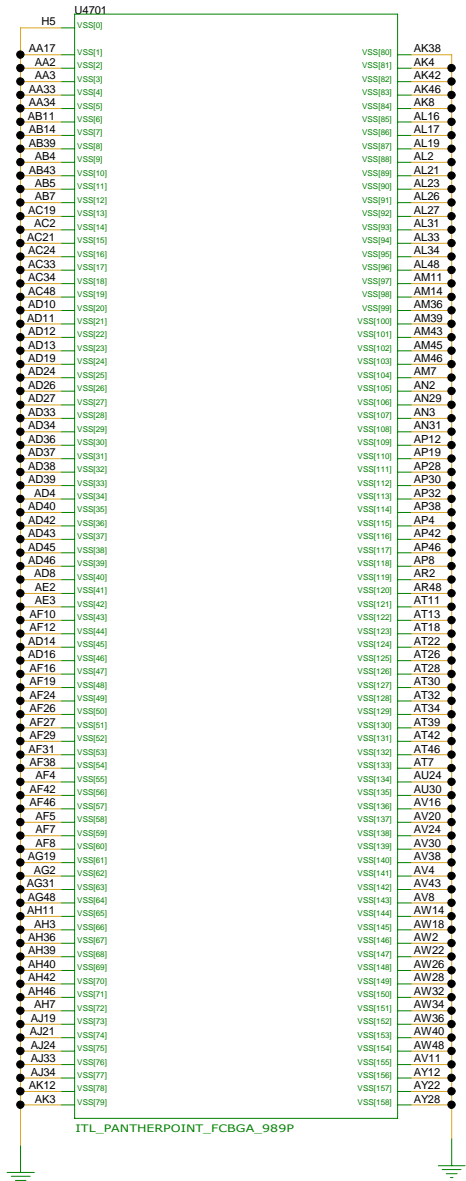 U4701
H5 VSS[0]
AA17 VSS[1] VSS[80] AK38
AA2 VSS[2] VSS[81] AK4
AA3 VSS[3] VSS[82] AK42
AA33 VSS[4] VSS[83] AK46
AA34 VSS[5] VSS[84] AK8
AB11 VSS[6] VSS[85] AL16
AB14 VSS[7] VSS[86] AL17
AB39 VSS[8] VSS[87] AL19
AB4 VSS[9] VSS[88] AL2
AB43 VSS[10] VSS[89] AL21
AB5 VSS[11] VSS[90] AL23
AB7 VSS[12] VSS[91] AL26
AC19 VSS[13] VSS[92] AL27
AC2 VSS[14] VSS[93] AL31
AC21 VSS[15] VSS[94] AL33
AC24 VSS[16] VSS[95] AL34
AC33 VSS[17] VSS[96] AL48
AC34 VSS[18] VSS[97] AM11
AC48 VSS[19] VSS[98] AM14
AD10 VSS[20] VSS[99] AM36
AD11 VSS[21] VSS[100] AM39
AD12 VSS[22] VSS[101] AM43
AD13 VSS[23] VSS[102] AM45
AD19 VSS[24] VSS[103] AM46
AD24 VSS[25] VSS[104] AM7
AD26 VSS[26] VSS[105] AN2
AD27 VSS[27] VSS[106] AN29
AD33 VSS[28] VSS[107] AN3
AD34 VSS[29] VSS[108] AN31
AD36 VSS[30] VSS[109] AP12
AD37 VSS[31] VSS[110] AP19
AD38 VSS[32] VSS[111] AP28
AD39 VSS[33] VSS[112] AP30
AD4 VSS[34] VSS[113] AP32
AD40 VSS[35] VSS[114] AP38
AD42 VSS[36] VSS[115] AP4
AD43 VSS[37] VSS[116] AP42
AD45 VSS[38] VSS[117] AP46
AD46 VSS[39] VSS[118] AP8
AD8 VSS[40] VSS[119] AR2
AE2 VSS[41] VSS[120] AR48
AE3 VSS[42] VSS[121] AT11
AF10 VSS[43] VSS[122] AT13
AF12 VSS[44] VSS[123] AT18
AD14 VSS[45] VSS[124] AT22
AD16 VSS[46] VSS[125] AT26
AF16 VSS[47] VSS[126] AT28
AF19 VSS[48] VSS[127] AT30
AF24 VSS[49] VSS[128] AT32
AF26 VSS[50] VSS[129] AT34
AF27 VSS[51] VSS[130] AT39
AF29 VSS[52] VSS[131] AT42
AF31 VSS[53] VSS[132] AT46
AF38 VSS[54] VSS[133] AT7
AF4 VSS[55] VSS[134] AU24
AF42 VSS[56] VSS[135] AU30
AF46 VSS[57] VSS[136] AV16
AF5 VSS[58] VSS[137] AV20
AF7 VSS[59] VSS[138] AV24
AF8 VSS[60] VSS[139] AV30
AG19 VSS[61] VSS[140] AV38
AG2 VSS[62] VSS[141] AV4
AG31 VSS[63] VSS[142] AV43
AG48 VSS[64] VSS[143] AV8
AH11 VSS[65] VSS[144] AW14
AH3 VSS[66] VSS[145] AW18
AH36 VSS[67] VSS[146] AW2
AH39 VSS[68] VSS[147] AW22
AH40 VSS[69] VSS[148] AW26
AH42 VSS[70] VSS[149] AW28
AH46 VSS[71] VSS[150] AW32
AH7 VSS[72] VSS[151] AW34
AJ19 VSS[73] VSS[152] AW36
AJ21 VSS[74] VSS[153] AW40
AJ24 VSS[75] VSS[154] AW48
AJ33 VSS[76] VSS[155] AV11
AJ34 VSS[77] VSS[156] AY12
AK12 VSS[78] VSS[157] AY22
AK3 VSS[79] VSS[158] AY28
ITL_PANTHERPOINT_FCBGA_989P